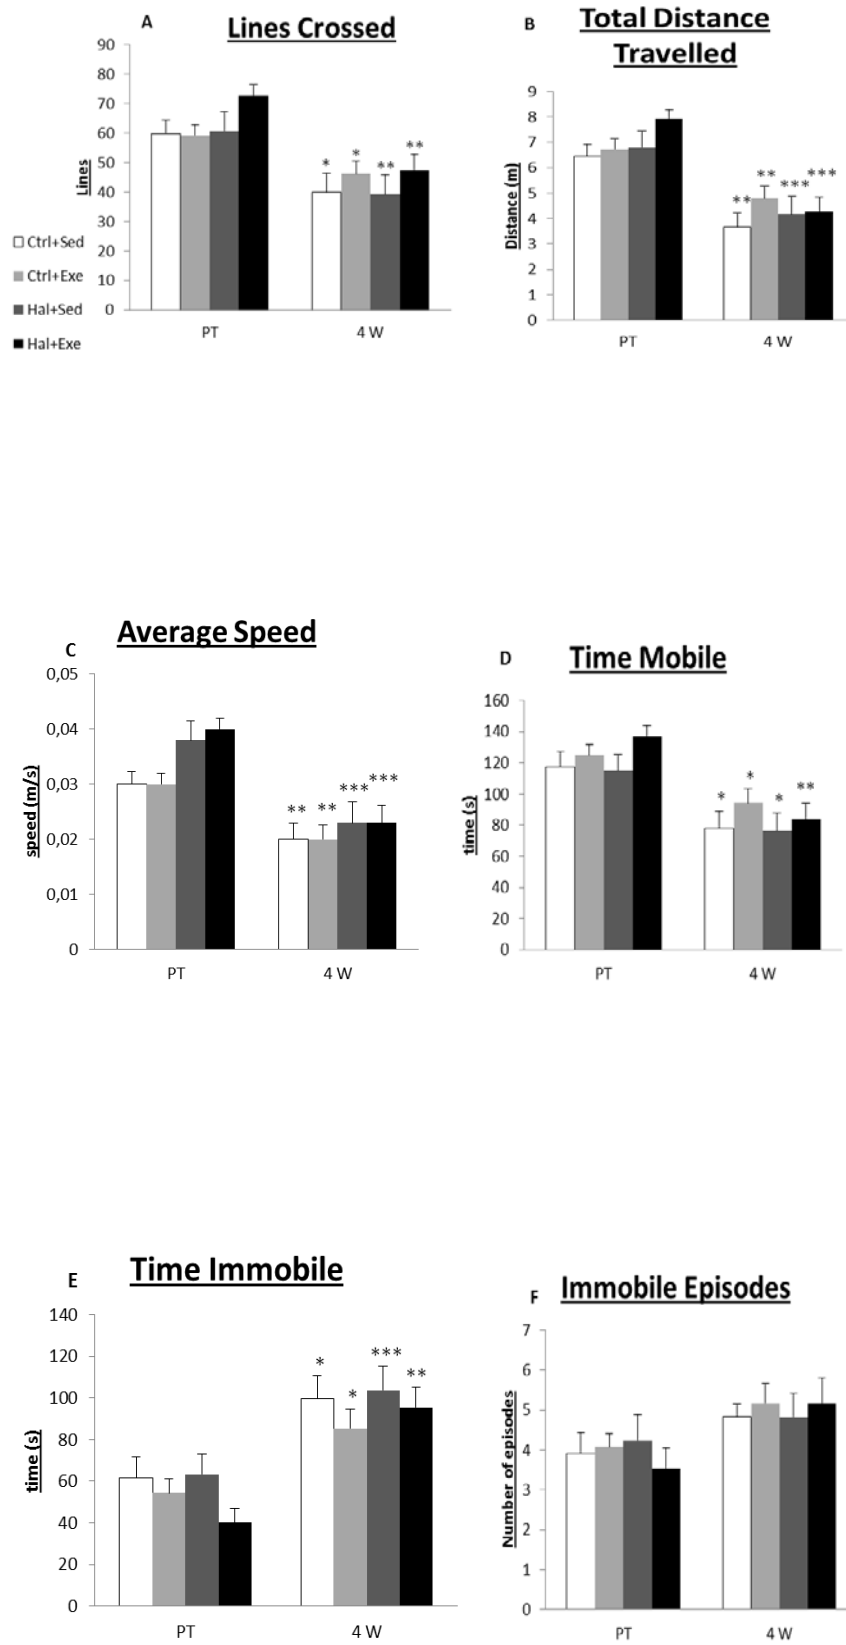 A
Lines Crossed
90
80
70
60
50
40
30
20
10
0
Lines
* * ** **
PT 4 W
Ctrl+Sed
Ctrl+Exe
Hal+Sed
Hal+Exe
B
Total Distance
Travelled
9
8
7
6
5
4
3
2
1
0
Distance (m)
** ** *** ***
PT 4 W
C
Average Speed
0,05
0,04
0,03
0,02
0,01
0
speed (m/s)
** ** *** ***
PT 4 W
D
Time Mobile
160
140
120
100
80
60
40
20
0
time (s)
* * * **
PT 4 W
E
Time Immobile
140
120
100
80
60
40
20
0
time (s)
* * *** **
PT 4 W
F
Immobile Episodes
7
6
5
4
3
2
1
0
Number of episodes
PT 4 W